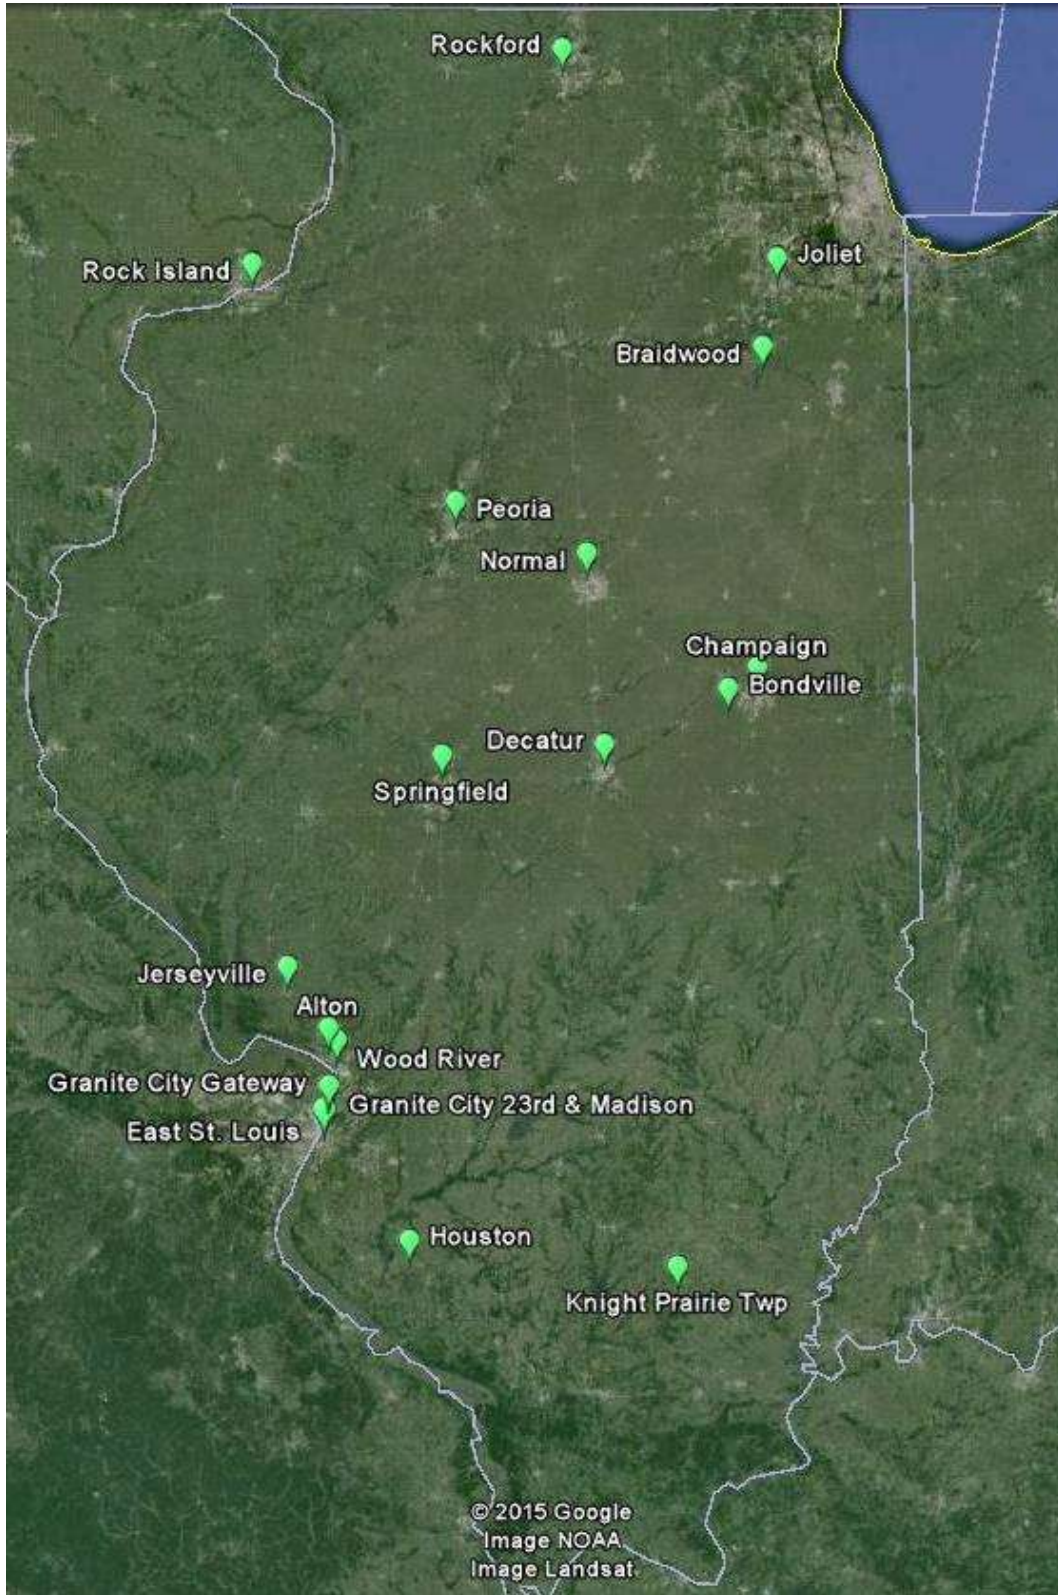 Rockford
Joliet
Rock Island
Braidwood
Peoria
Normal
Champaign
Bondville
Decatur
Springfield
Jerseyville
Alton
Wood River
Granite City Gateway
Granite City 23rd & Madison
East St. Louis
Houston
Knight Prairie Twp
© 2015 Google
Image NOAA
Image Landsat